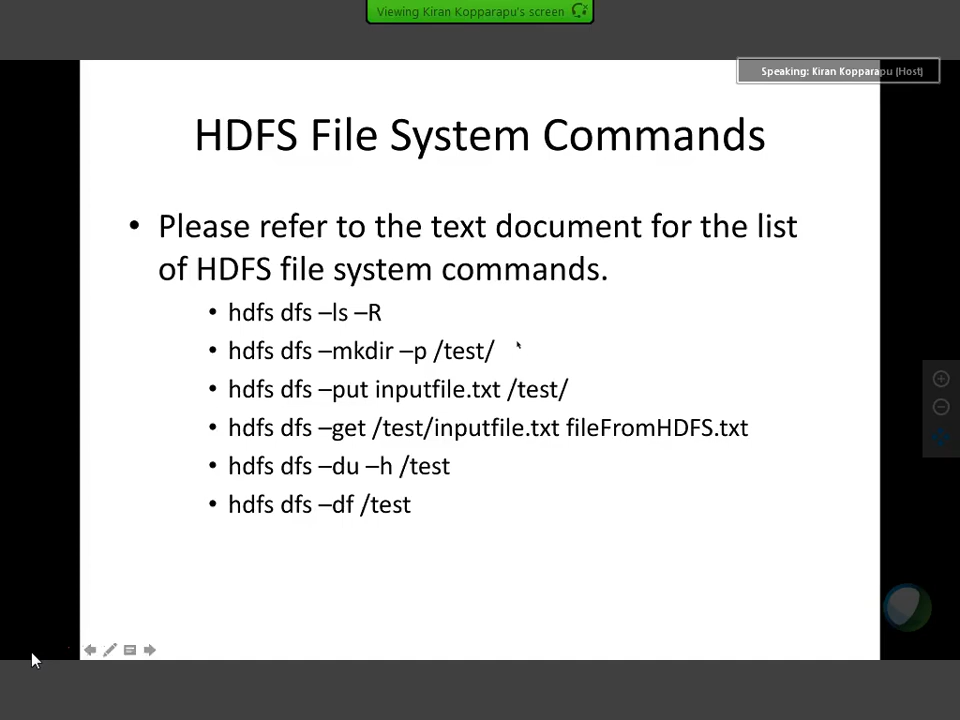 Viewing Kiran Kopparapu's screen
Speaking: Kiran Kopparapu (Host)
HDFS File System Commands
• Please refer to the text document for the list
of HDFS file system commands.
• hdfs dfs –ls –R
• hdfs dfs –mkdir –p /test/
• hdfs dfs –put inputfile.txt /test/
• hdfs dfs –get /test/inputfile.txt fileFromHDFS.txt
• hdfs dfs –du –h /test
• hdfs dfs –df /test